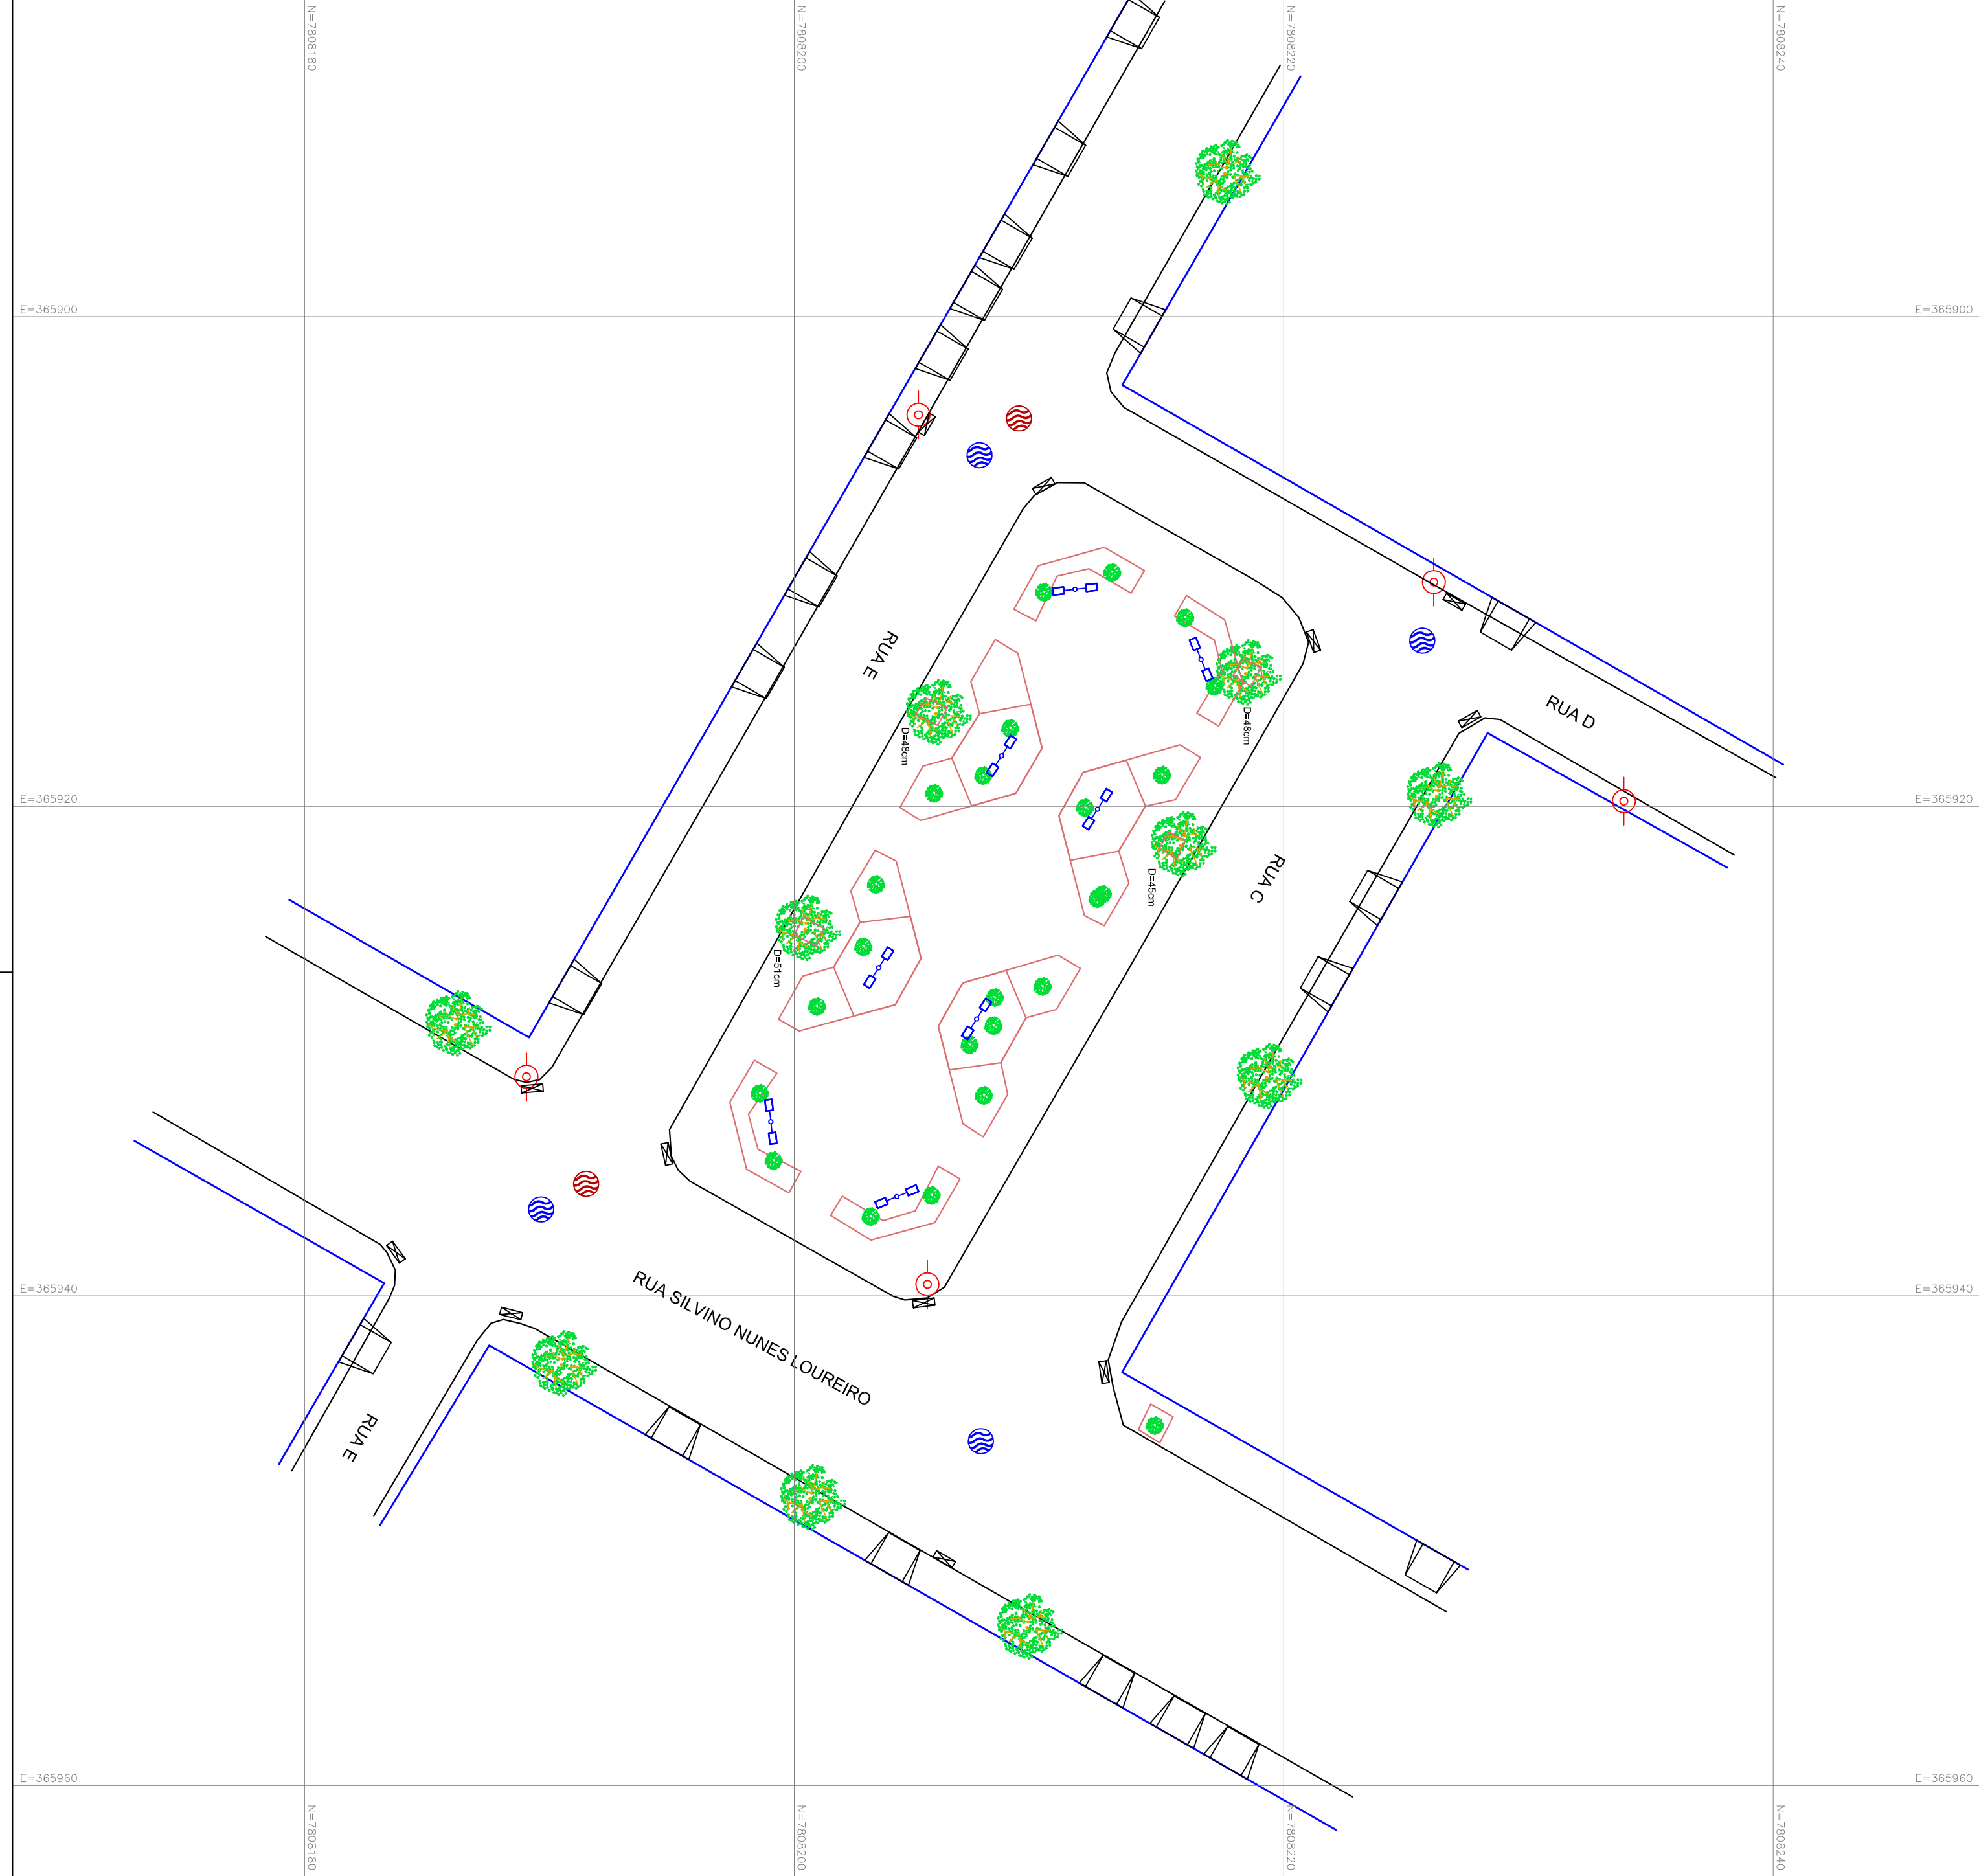 N=7808180
N=7808200
N=7808220
N=7808240
E=365900
E=365900
RUA E
RUA D
D=48cm
D=48cm
E=365920
E=365920
RUA C
D=45cm
D=51cm
E=365940
E=365940
RUA SILVINO NUNES LOUREIRO
RUA E
E=365960
E=365960
N=7808180
N=7808200
N=7808220
N=7808240